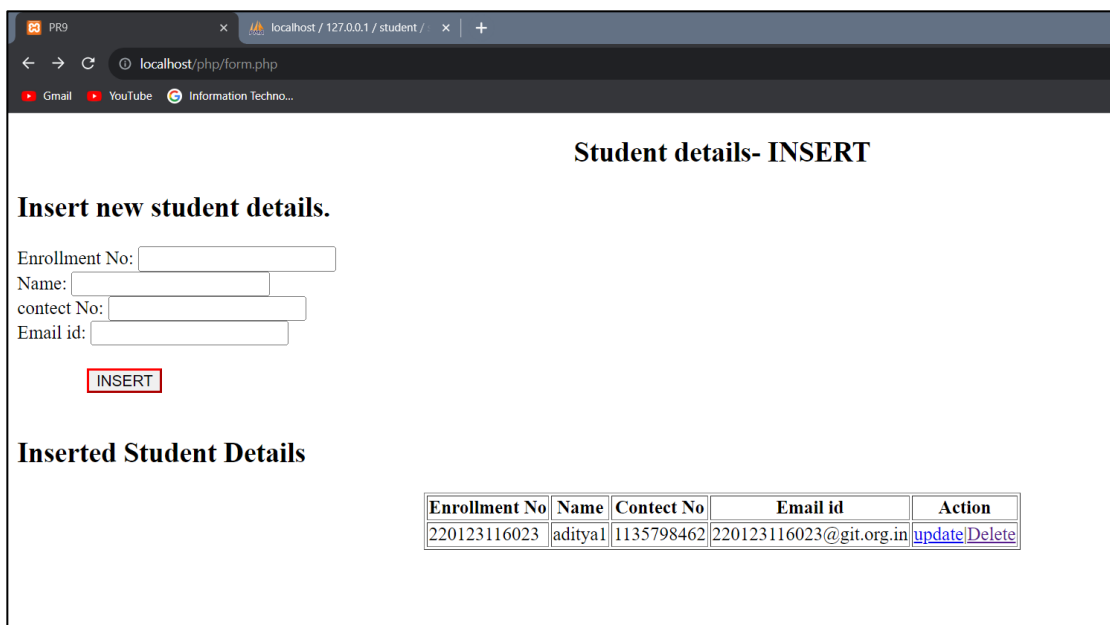 PR9
localhost / 127.0.0.1 / student /
localhost/php/form.php
Gmail YouTube Information Techno...
Student details- INSERT
Insert new student details.
Enrollment No:
Name:
contect No:
Email id:
INSERT
Inserted Student Details
Enrollment No Name Contect No Email id Action
220123116023 aditya1 1135798462 220123116023@git.org.in update|Delete